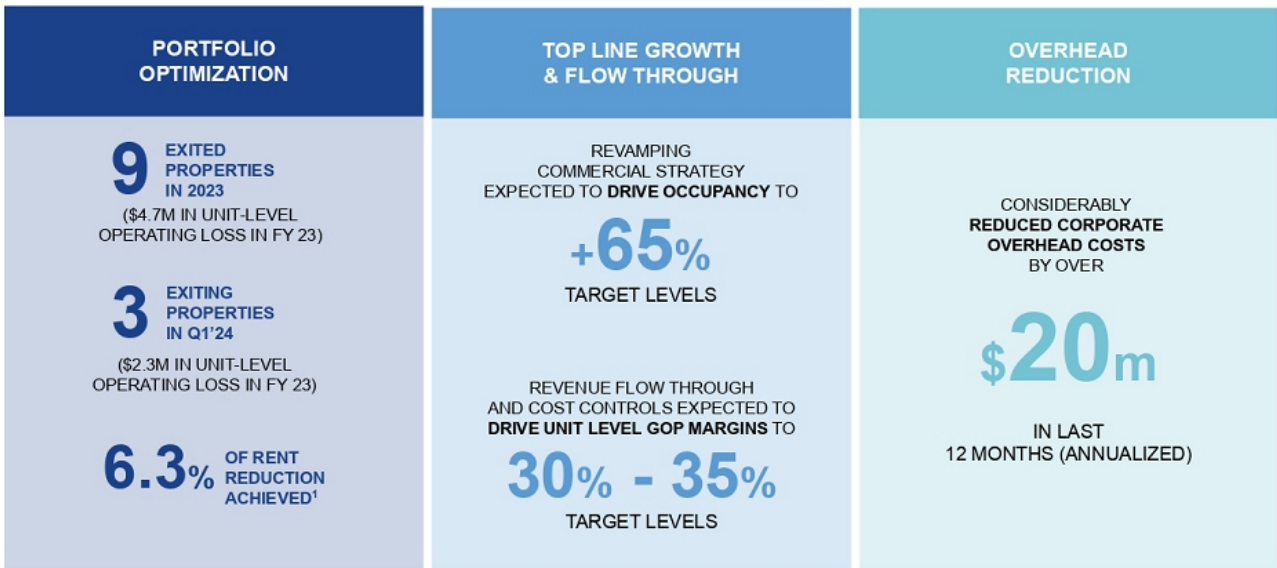 PORTFOLIO
OPTIMIZATION
9 EXITED
PROPERTIES
IN 2023
($4.7M IN UNIT-LEVEL
OPERATING LOSS IN FY 23)
3 EXITING
PROPERTIES
IN Q1'24
($2.3M IN UNIT-LEVEL
OPERATING LOSS IN FY 23)
6.3% OF RENT
REDUCTION
ACHIEVED¹
TOP LINE GROWTH
& FLOW THROUGH
REVAMPING
COMMERCIAL STRATEGY
EXPECTED TO DRIVE OCCUPANCY TO
+65%
TARGET LEVELS
REVENUE FLOW THROUGH
AND COST CONTROLS EXPECTED TO
DRIVE UNIT LEVEL GOP MARGINS TO
30% - 35%
TARGET LEVELS
OVERHEAD
REDUCTION
CONSIDERABLY
REDUCED CORPORATE
OVERHEAD COSTS
BY OVER
$20m
IN LAST
12 MONTHS (ANNUALIZED)